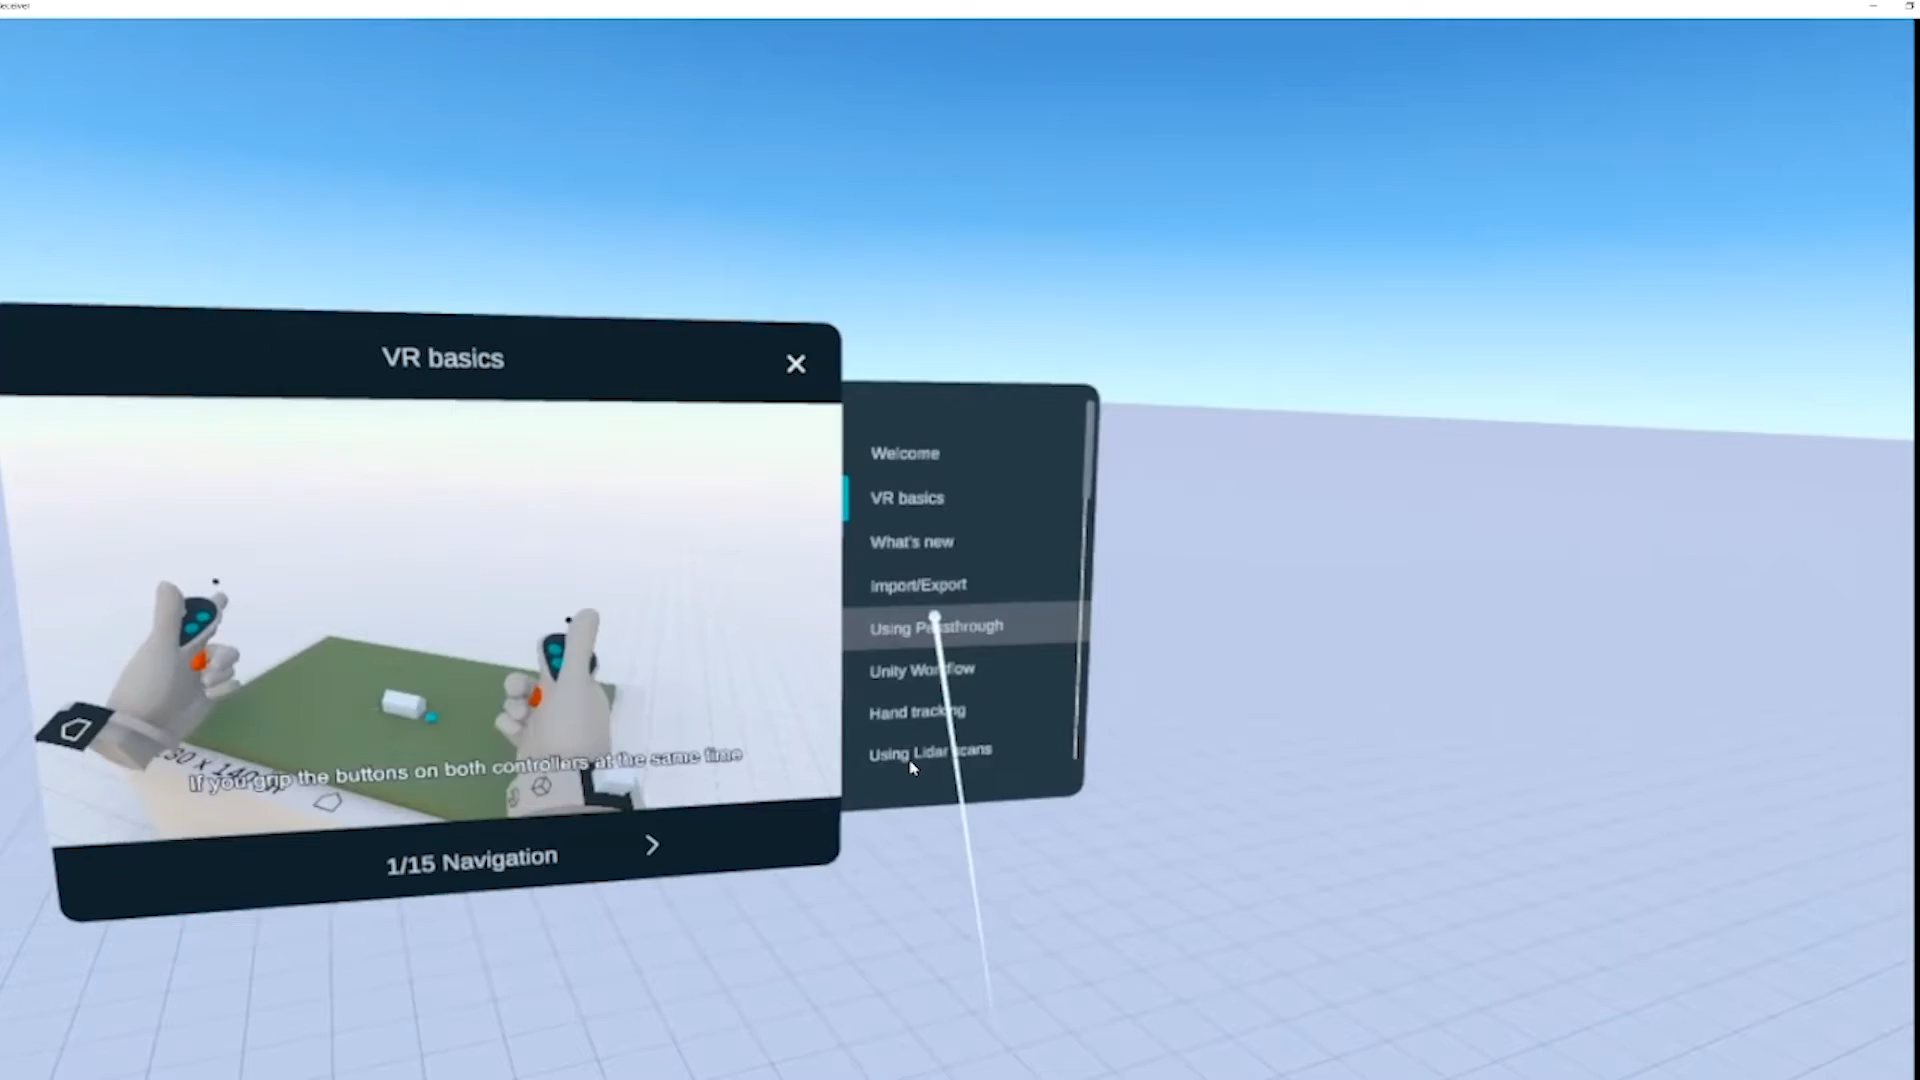 VR basics
Welcome
VR basics
What's new
Import/Export
Using Passthrough
Unity Workflow
Hand tracking
Using Lidar scans
If you grip the buttons on both controllers at the same time
1/15 Navigation